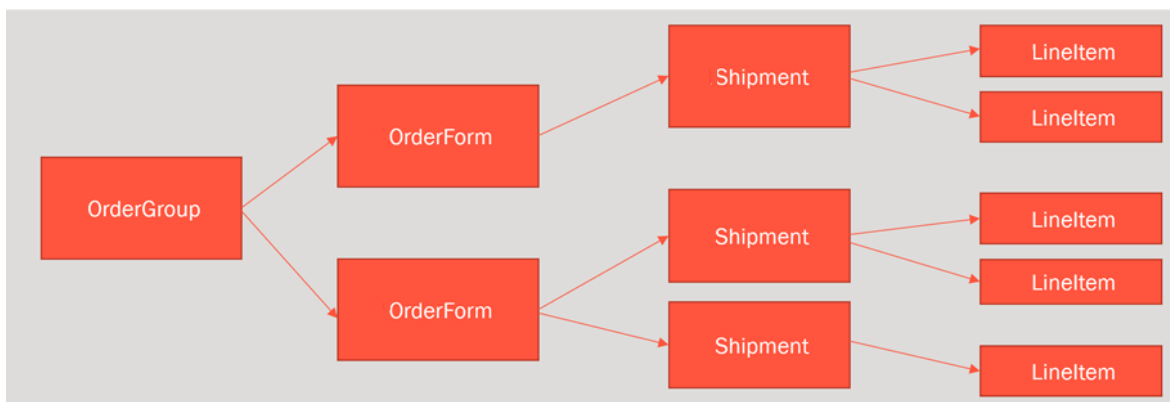 OrderGroup
OrderForm
OrderForm
Shipment
Shipment
Shipment
LineItem
LineItem
LineItem
LineItem
LineItem